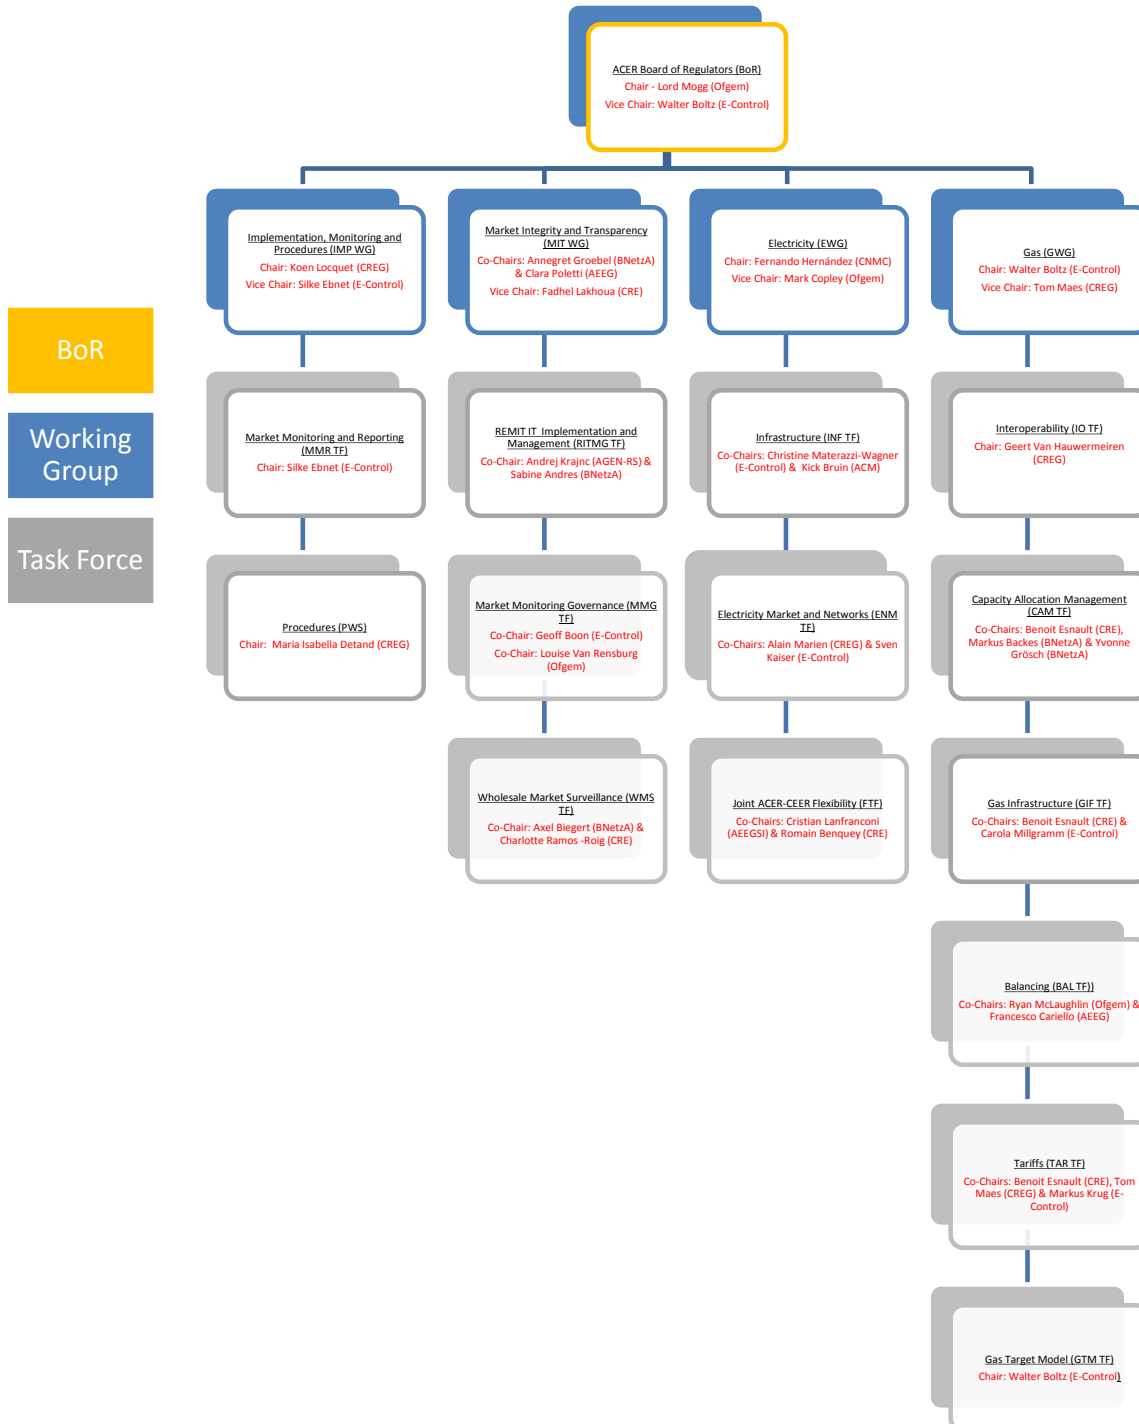 ACER Board of Regulators (BoR)
Chair - Lord Mogg (Ofgem)
Vice Chair: Walter Boltz (E-Control)
Implementation, Monitoring and
Procedures (IMP WG)
Chair: Koen Locquet (CREG)
Vice Chair: Silke Ebnet (E-Control)
Market Integrity and Transparency
(MIT WG)
Co-Chairs: Annegret Groebel (BNetzA)
& Clara Poletti (AEEG)
Vice Chair: Fadhel Lakhoua (CRE)
Electricity (EWG)
Chair: Fernando Hernández (CNMC)
Vice Chair: Mark Copley (Ofgem)
Gas (GWG)
Chair: Walter Boltz (E-Control)
Vice Chair: Tom Maes (CREG)
BoR
Working
Group
Task Force
Market Monitoring and Reporting
(MMR TF)
Chair: Silke Ebnet (E-Control)
REMIT IT  Implementation and
Management (RITMG TF)
Co-Chair: Andrej Krajnc (AGEN-RS) &
Sabine Andres (BNetzA)
Infrastructure (INF TF)
Co-Chairs: Christine Materazzi-Wagner
(E-Control) &  Kick Bruin (ACM)
Interoperability (IO TF)
Chair: Geert Van Hauwermeiren
(CREG)
Procedures (PWS)
Chair:  Maria Isabella Detand (CREG)
Market Monitoring Governance (MMG
TF)
Co-Chair: Geoff Boon (E-Control)
Co-Chair: Louise Van Rensburg
(Ofgem)
Electricity Market and Networks (ENM
TF)
Co-Chairs: Alain Marien (CREG) & Sven
Kaiser (E-Control)
Capacity Allocation Management
(CAM TF)
Co-Chairs: Benoit Esnault (CRE),
Markus Backes (BNetzA) & Yvonne
Grösch (BNetzA)
Wholesale Market Surveillance (WMS
TF)
Co-Chair: Axel Biegert (BNetzA) &
Charlotte Ramos -Roig (CRE)
Joint ACER-CEER Flexibility (FTF)
Co-Chairs: Cristian Lanfranconi
(AEEGSI) & Romain Benquey (CRE)
Gas Infrastructure (GIF TF)
Co-Chairs: Benoit Esnault (CRE) &
Carola Millgramm (E-Control)
Balancing (BAL TF))
Co-Chairs: Ryan McLaughlin (Ofgem) &
Francesco Cariello (AEEG)
Tariffs (TAR TF)
Co-Chairs: Benoit Esnault (CRE), Tom
Maes (CREG) & Markus Krug (E-
Control)
Gas Target Model (GTM TF)
Chair: Walter Boltz (E-Control)